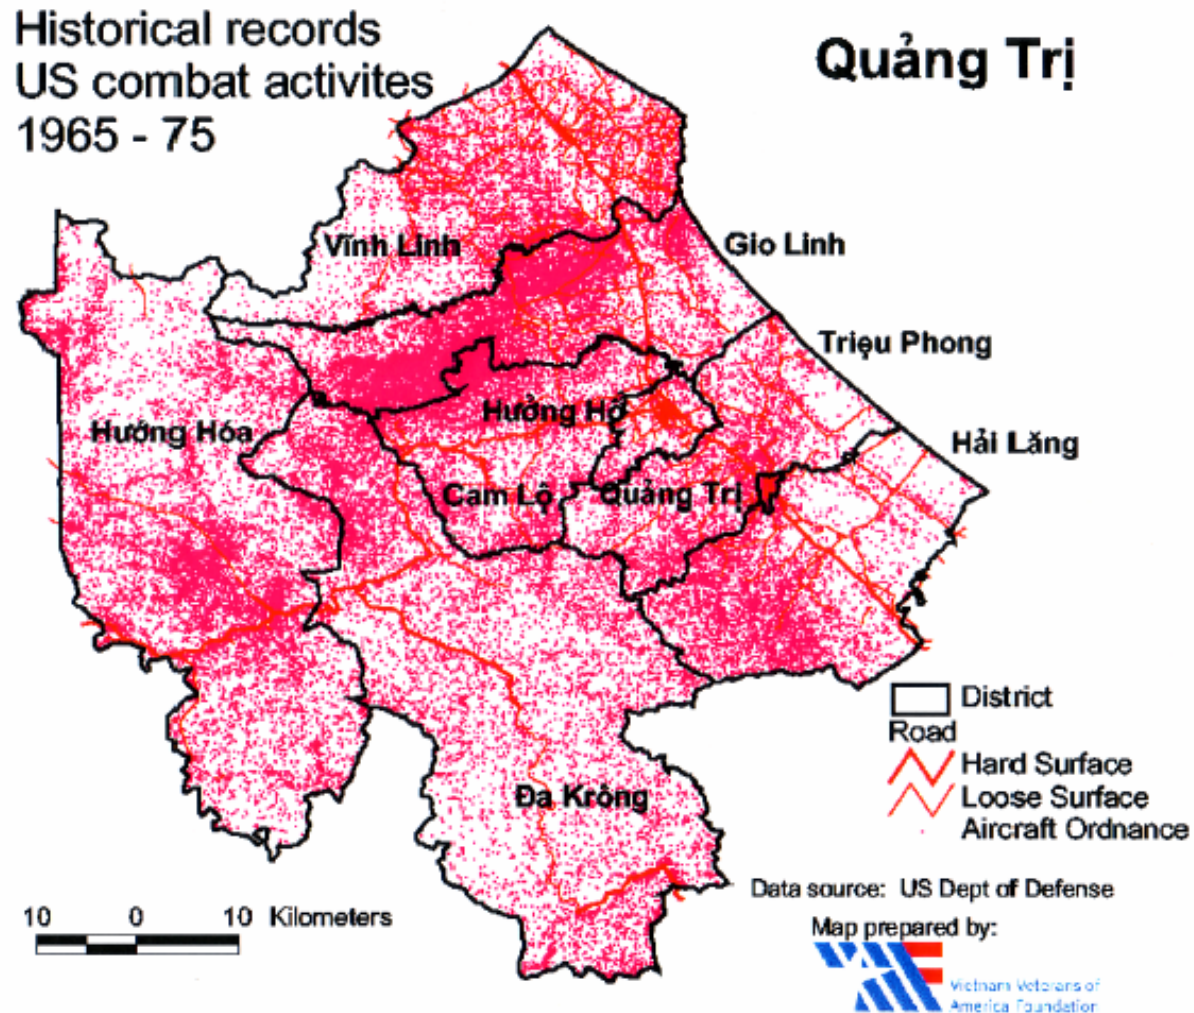 Historical records
US combat activites
1965 - 75
Quảng Trị
Vĩnh Linh
Gio Linh
Triệu Phong
Hướng Hóa
Hưởng Hờ
Hải Lăng
Cam Lộ
Quảng Trị
Đa Krông
District
Road
Hard Surface
Loose Surface
Aircraft Ordnance
10 0 10 Kilometers
Data source: US Dept of Defense
Map prepared by:
Vietnam Veterans of
America Foundation